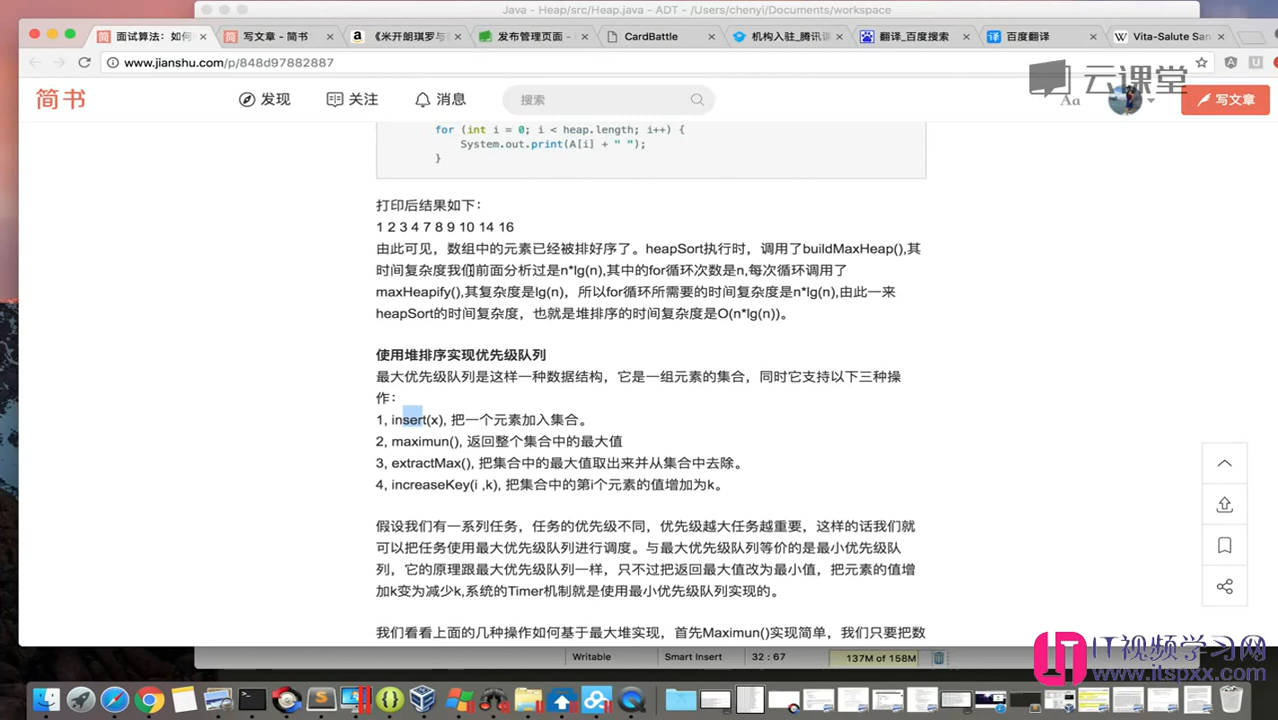 Java - Heap/src/Heap.java - ADT - /Users/chenyi/Documents/workspace
面试算法：如何
写文章 - 简书
《米开朗琪罗与
发布管理页面 -
CardBattle
机构入驻_腾讯课
翻译_百度搜索
百度翻译
Vita-Salute San
www.jianshu.com/p/848d97882887
云课堂
简书
发现
关注
消息
搜索
Aa
写文章
for (int i = 0; i < heap.length; i++) {
System.out.print(A[i] + " ");
}
打印后结果如下：
1 2 3 4 7 8 9 10 14 16
由此可见，数组中的元素已经被排好序了。heapSort执行时，调用了buildMaxHeap(),其
时间复杂度我们前面分析过是n*lg(n),其中的for循环次数是n,每次循环调用了
maxHeapify(),其复杂度是lg(n)，所以for循环所需要的时间复杂度是n*lg(n),由此一来
heapSort的时间复杂度，也就是堆排序的时间复杂度是O(n*lg(n))。
使用堆排序实现优先级队列
最大优先级队列是这样一种数据结构，它是一组元素的集合，同时它支持以下三种操
作：
1, insert(x), 把一个元素加入集合。
2, maximun(), 返回整个集合中的最大值
3, extractMax(), 把集合中的最大值取出来并从集合中去除。
4, increaseKey(i ,k), 把集合中的第i个元素的值增加为k。
假设我们有一系列任务，任务的优先级不同，优先级越大任务越重要，这样的话我们就
可以把任务使用最大优先级队列进行调度。与最大优先级队列等价的是最小优先级队
列，它的原理跟最大优先级队列一样，只不过把返回最大值改为最小值，把元素的值增
加k变为减少k,系统的Timer机制就是使用最小优先级队列实现的。
我们看看上面的几种操作如何基于最大堆实现，首先Maximun()实现简单，我们只要把数
Writable
Smart Insert
32 : 67
137M of 158M
IT视频学习网
www.itspxx.com